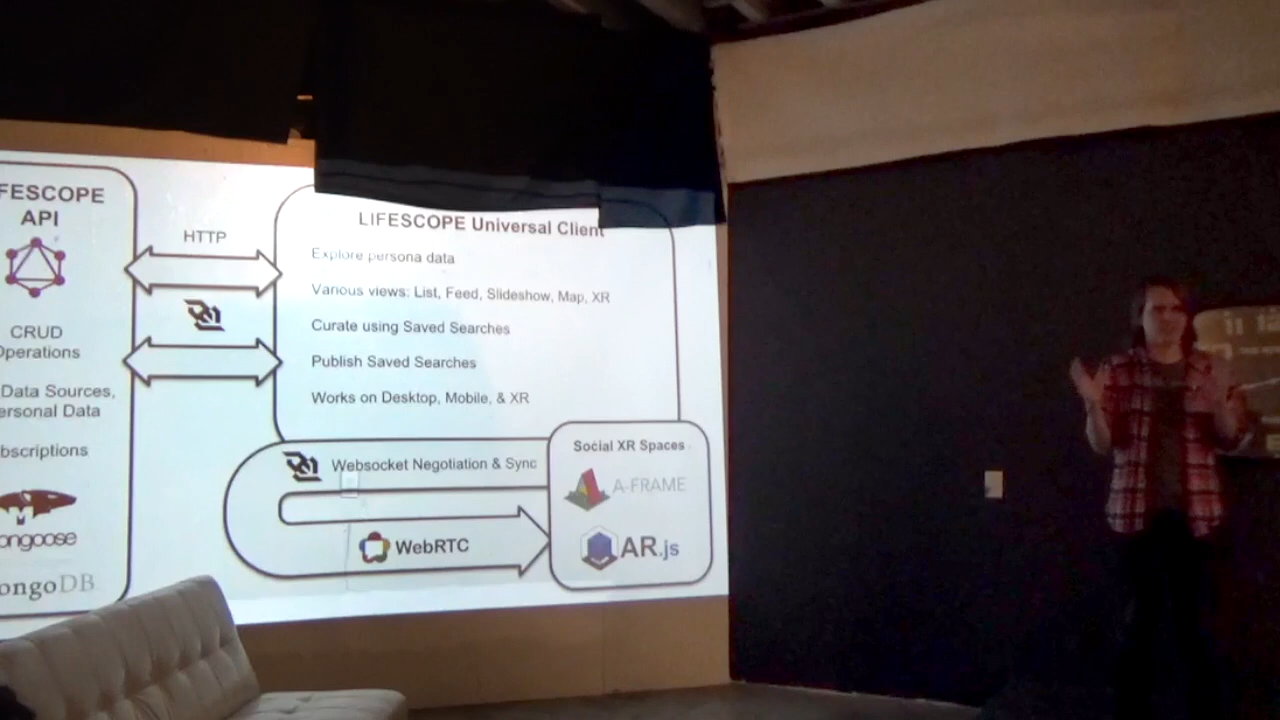 FESCOPE
API
CRUD
Operations
Data Sources,
ersonal Data
bscriptions
ongoose
ongoDB
HTTP
LIFESCOPE Universal Client
Explore persona data
Various views: List, Feed, Slideshow, Map, XR
Curate using Saved Searches
Publish Saved Searches
Works on Desktop, Mobile, & XR
Websocket Negotiation & Sync
WebRTC
Social XR Spaces
A-FRAME
AR.js